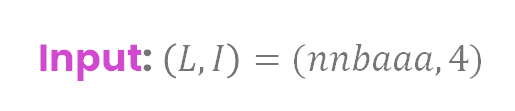 Input: (L, I) = (nnbaaa, 4)